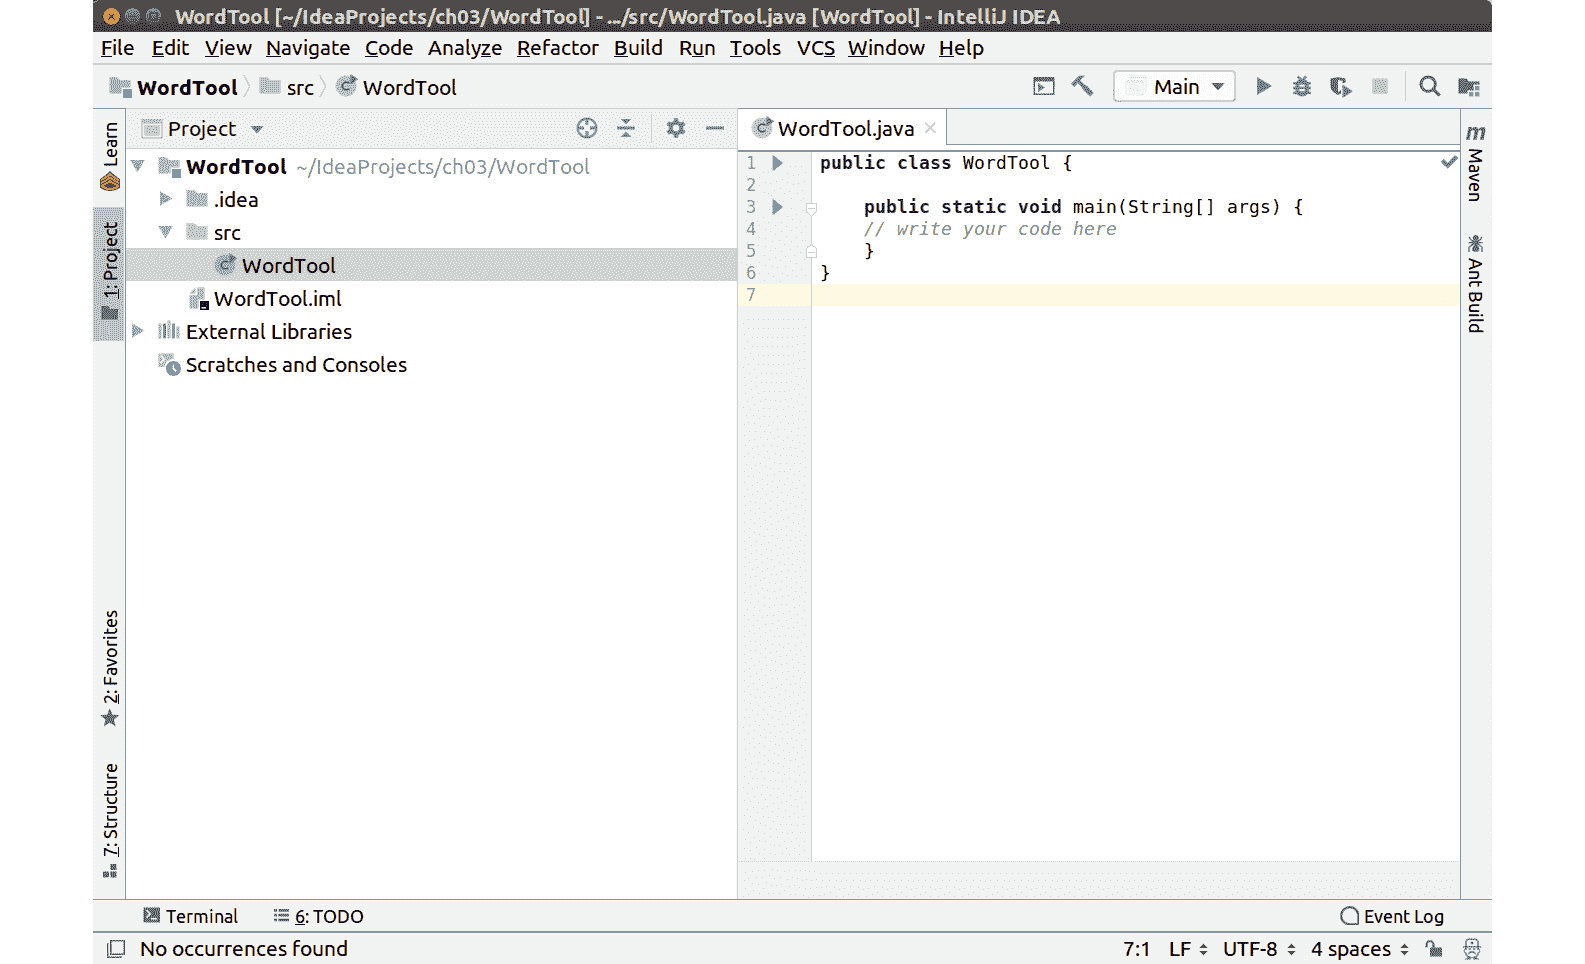 WordTool [~/IdeaProjects/ch03/WordTool] - .../src/WordTool.java [WordTool] - IntelliJ IDEA
File Edit View Navigate Code Analyze Refactor Build Run Tools VCS Window Help
WordTool src WordTool Main
Learn
1: Project
2: Favorites
7: Structure
Project
WordTool ~/IdeaProjects/ch03/WordTool
.idea
src
WordTool
WordTool.iml
External Libraries
Scratches and Consoles
WordTool.java
1 public class WordTool {
2
3 public static void main(String[] args) {
4 // write your code here
5 }
6 }
7
m Maven
Ant Build
Terminal 6: TODO Event Log
No occurrences found 7:1 LF UTF-8 4 spaces